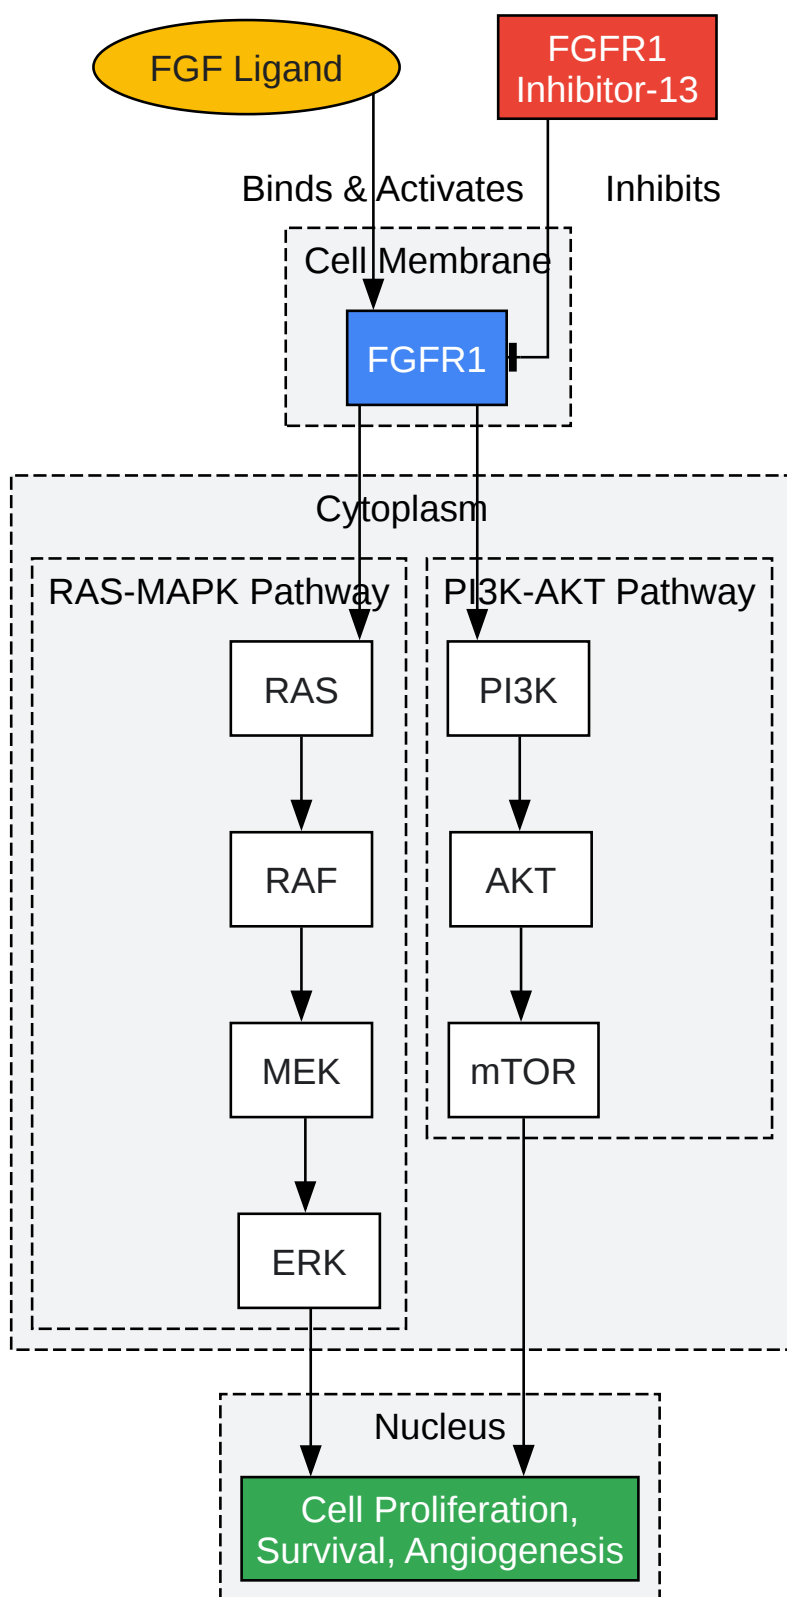 FGF Ligand
FGFR1
Inhibitor-13
Binds & Activates
Inhibits
Cell Membrane
FGFR1
Cytoplasm
RAS-MAPK Pathway
PI3K-AKT Pathway
RAS
PI3K
RAF
AKT
MEK
mTOR
ERK
Nucleus
Cell Proliferation,
Survival, Angiogenesis